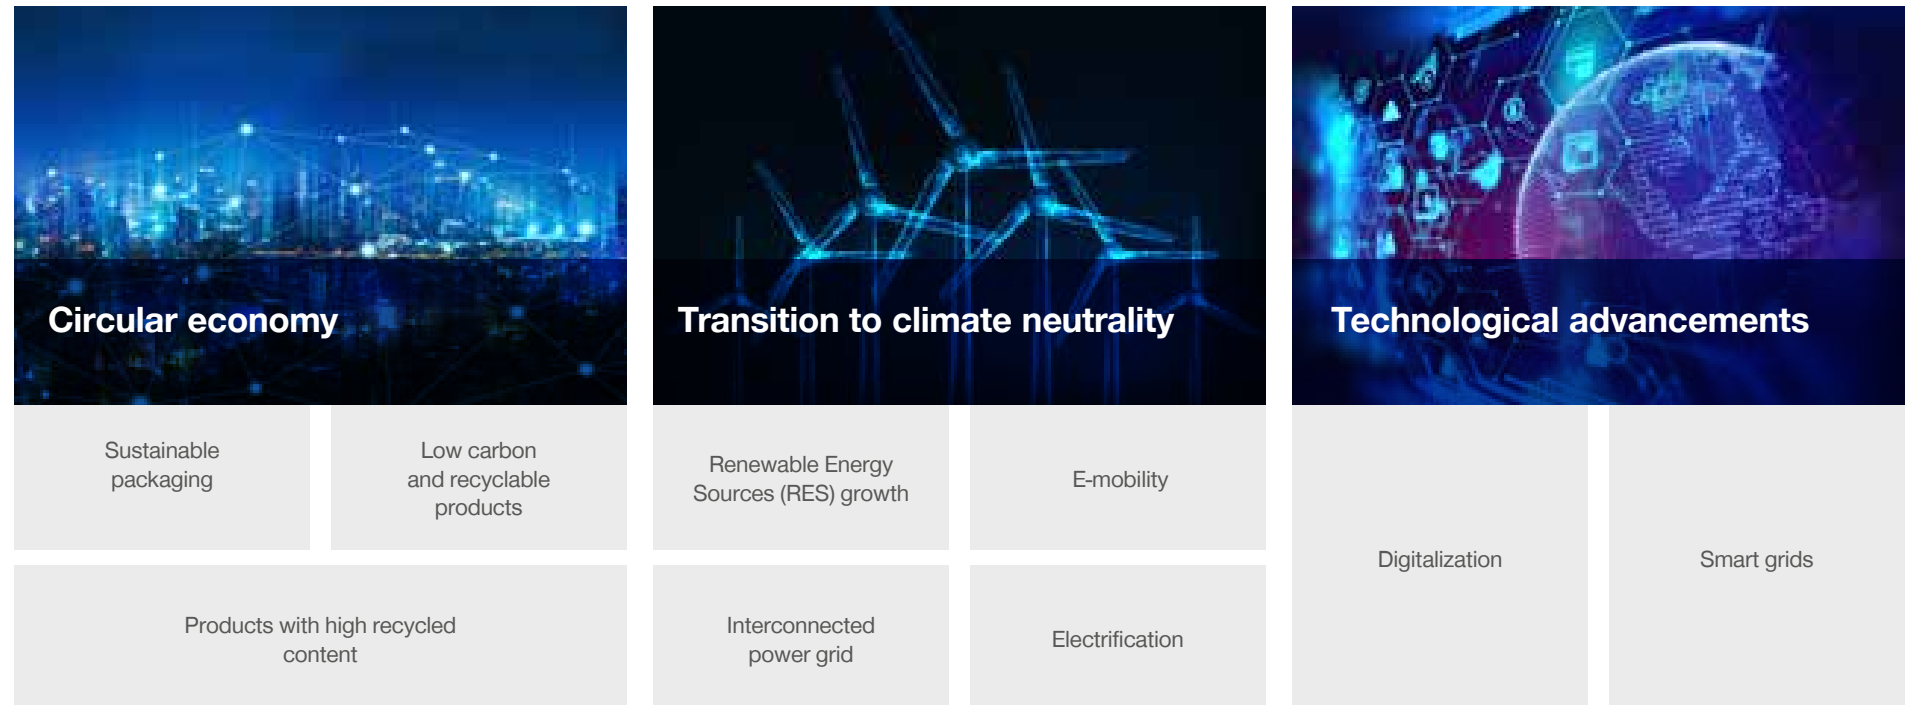 Circular economy
Sustainable
packaging
Low carbon
and recyclable
products
Products with high recycled
content
Transition to climate neutrality
Renewable Energy
Sources (RES) growth
E-mobility
Interconnected
power grid
Electrification
Technological advancements
Digitalization
Smart grids